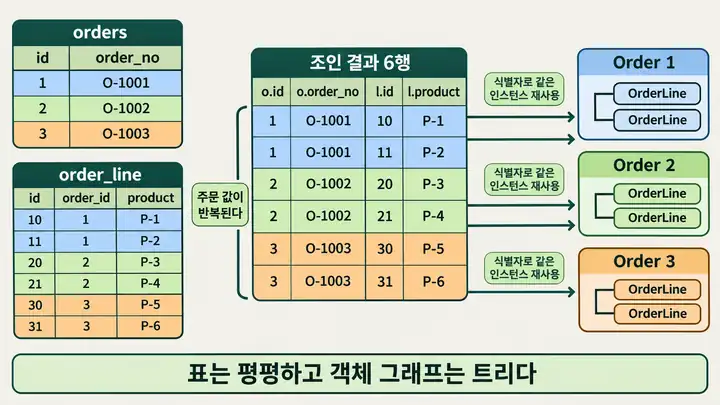 orders
id order_no
1 O-1001
2 O-1002
3 O-1003
order_line
id order_id product
10 1 P-1
11 1 P-2
20 2 P-3
21 2 P-4
30 3 P-5
31 3 P-6
주문 값이
반복된다
조인 결과 6행
o.id o.order_no l.id l.product
1 O-1001 10 P-1
1 O-1001 11 P-2
2 O-1002 20 P-3
2 O-1002 21 P-4
3 O-1003 30 P-5
3 O-1003 31 P-6
식별자로 같은
인스턴스 재사용
식별자로 같은
인스턴스 재사용
식별자로 같은
인스턴스 재사용
Order 1
OrderLine
OrderLine
Order 2
OrderLine
OrderLine
Order 3
OrderLine
OrderLine
표는 평평하고 객체 그래프는 트리다